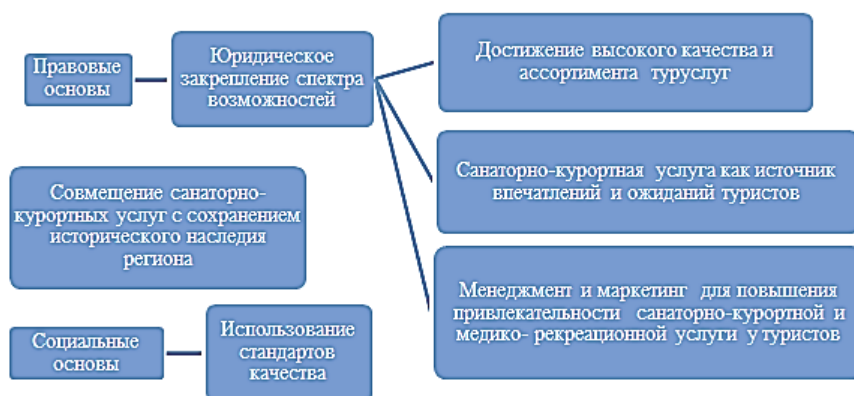 Правовые
основы
Юридическое
закрепление спектра
возможностей
Достижение высокого качества и
ассортимента туруслуг
Санаторно-курортная услуга как источник
впечатлений и ожиданий туристов
Совмещение санаторно-
курортных услуг с сохранением
исторического наследия
региона
Менеджмент и маркетинг для повышения
привлекательности санаторно-курортной и
медико- рекреационной услуги у туристов
Социальные
основы
Использование
стандартов
качества